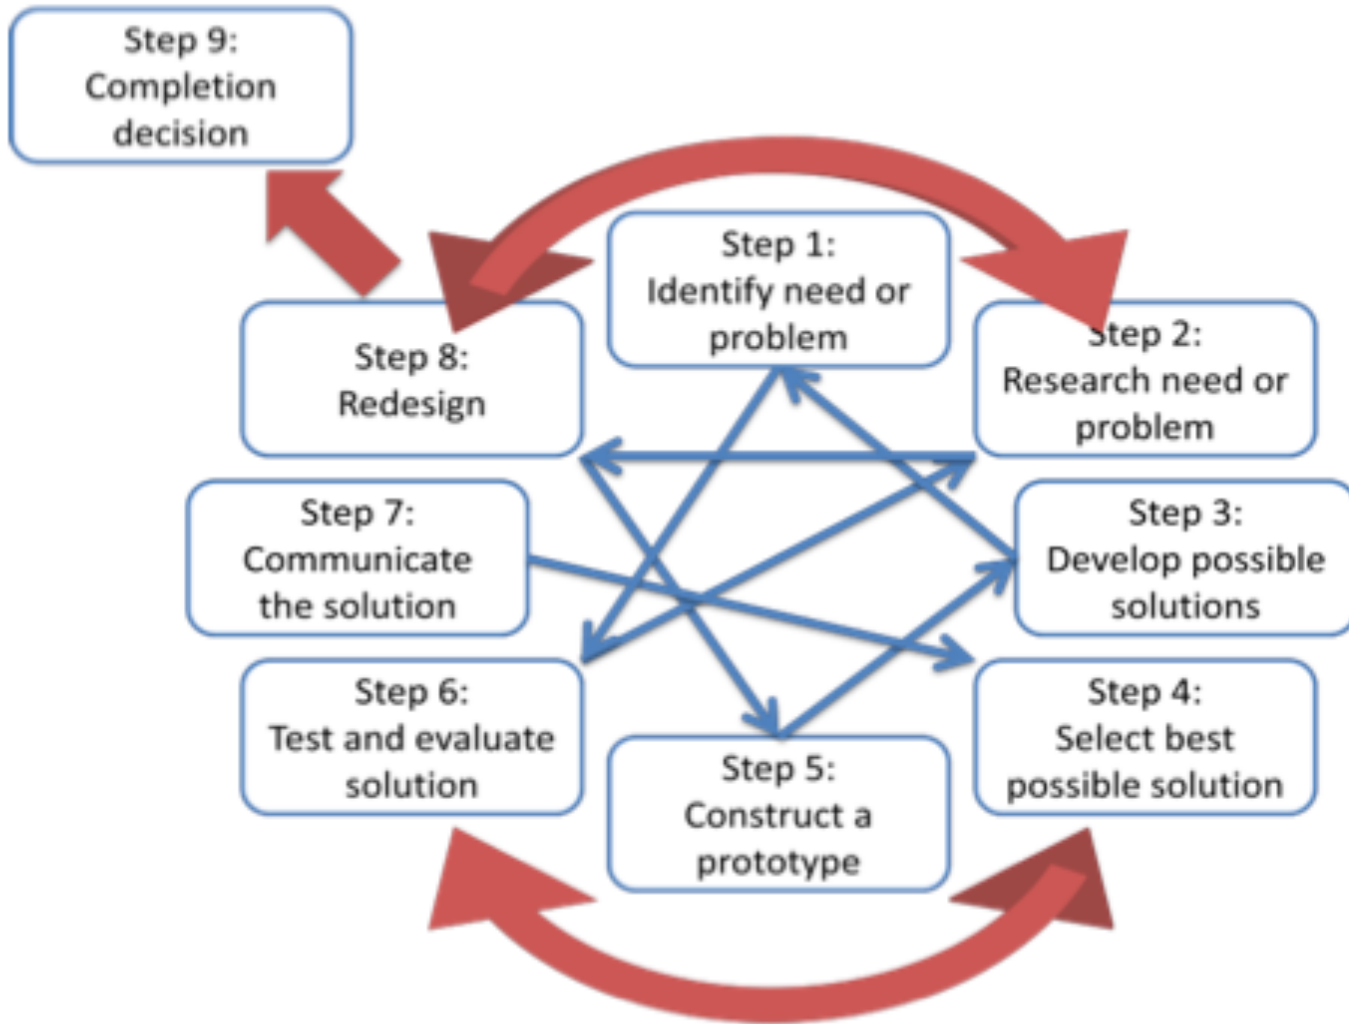 Step 9:
Completion
decision
Step 1:
Identify need or
problem
Step 2:
Research need or
problem
Step 3:
Develop possible
solutions
Step 4:
Select best
possible solution
Step 5:
Construct a
prototype
Step 6:
Test and evaluate
solution
Step 7:
Communicate
the solution
Step 8:
Redesign